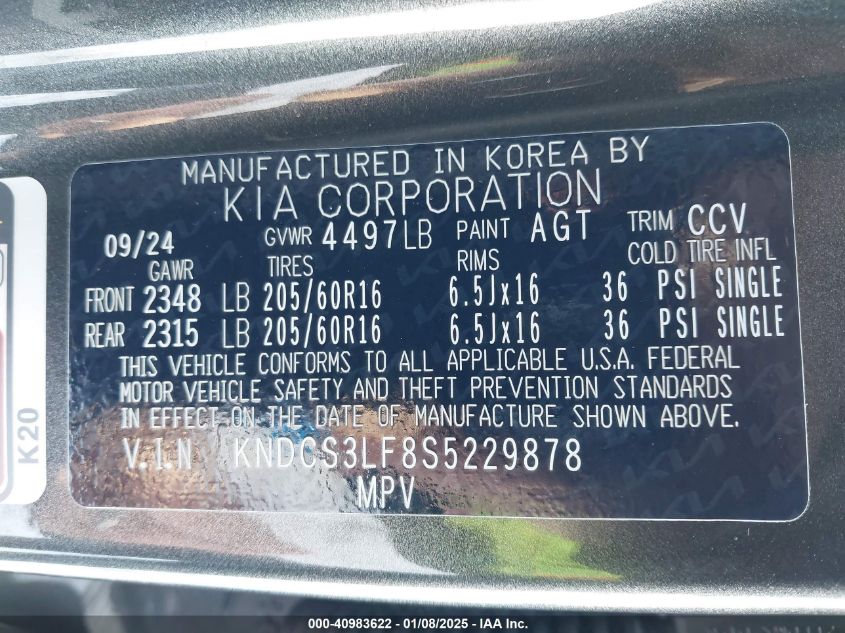 MANUFACTURED IN KOREA BY
KIA CORPORATION
09/24 GVWR 4497LB PAINT AGT TRIM CCV
GAWR TIRES RIMS COLD TIRE INFL
FRONT 2348 LB 205/60R16 6.5Jx16 36 PSI SINGLE
REAR 2315 LB 205/60R16 6.5Jx16 36 PSI SINGLE
THIS VEHICLE CONFORMS TO ALL APPLICABLE U.S.A. FEDERAL
MOTOR VEHICLE SAFETY AND THEFT PREVENTION STANDARDS
IN EFFECT ON THE DATE OF MANUFACTURE SHOWN ABOVE.
V.I.N KNDCS3LF8S5229878
MPV
K20
000-40983622 - 01/08/2025 - IAA Inc.